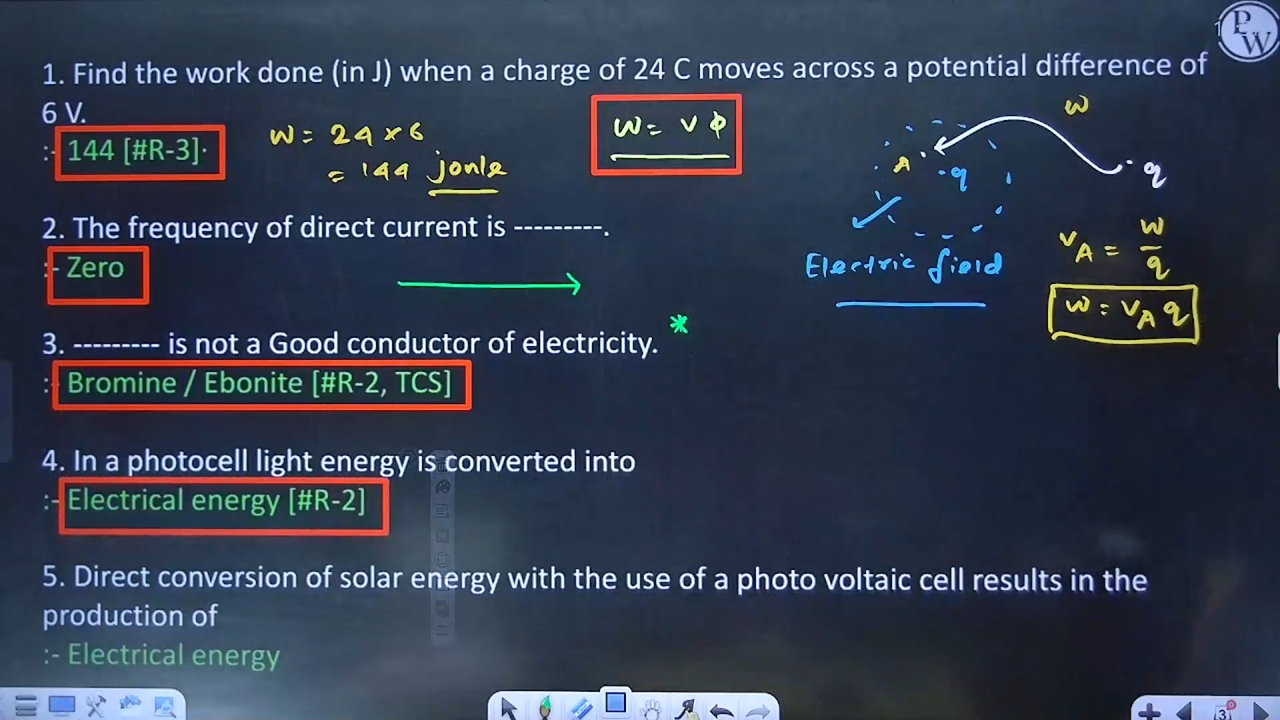 PW
1. Find the work done (in J) when a charge of 24 C moves across a potential difference of
6 V.
:- 144 [#R-3]
W = 24 × 6
= 144 joule
W = V φ
W
A
q
q
Electric field
V_A = W/q
W = V_A q
2. The frequency of direct current is ---------.
:- Zero
3. --------- is not a Good conductor of electricity. *
:- Bromine / Ebonite [#R-2, TCS]
4. In a photocell light energy is converted into
:- Electrical energy [#R-2]
5. Direct conversion of solar energy with the use of a photo voltaic cell results in the
production of
:- Electrical energy
3